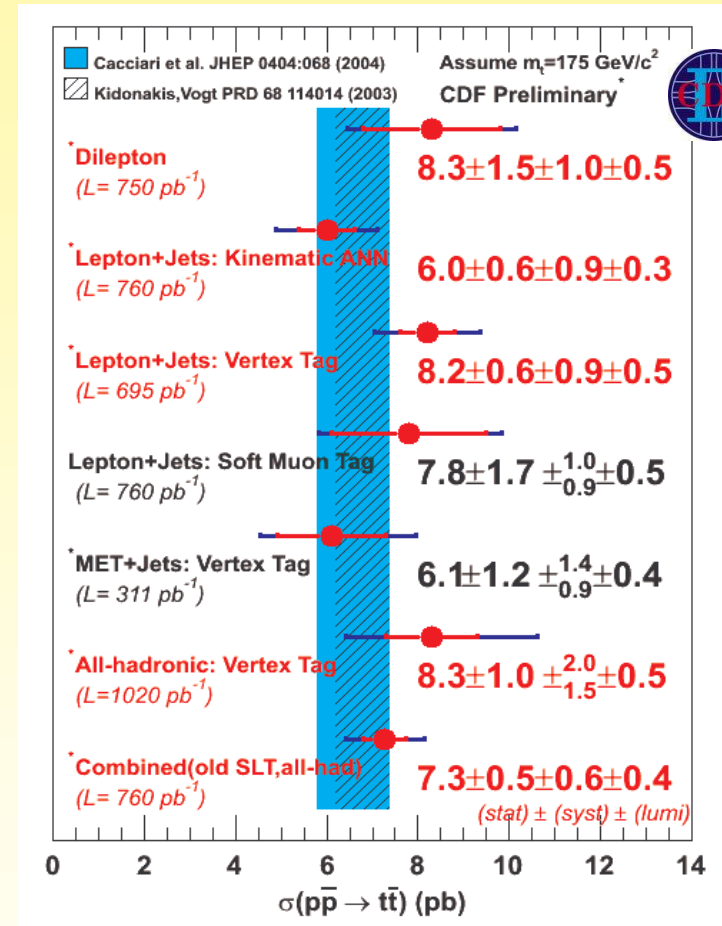 Cacciari et al. JHEP 0404:068 (2004)
Kidonakis,Vogt PRD 68 114014 (2003)
Assume mₜ=175 GeV/c²
CDF Preliminary*
*Dilepton
(L= 750 pb⁻¹)
8.3±1.5±1.0±0.5
*Lepton+Jets: Kinematic ANN
(L= 760 pb⁻¹)
6.0±0.6±0.9±0.3
*Lepton+Jets: Vertex Tag
(L= 695 pb⁻¹)
8.2±0.6±0.9±0.5
Lepton+Jets: Soft Muon Tag
(L= 760 pb⁻¹)
7.8±1.7 ±1.0 0.9 ±0.5
*MET+Jets: Vertex Tag
(L= 311 pb⁻¹)
6.1±1.2 ±1.4 0.9 ±0.4
*All-hadronic: Vertex Tag
(L=1020 pb⁻¹)
8.3±1.0 ±2.0 1.5 ±0.5
*Combined(old SLT,all-had)
(L= 760 pb⁻¹)
7.3±0.5±0.6±0.4
(stat) ± (syst) ± (lumi)
0 2 4 6 8 10 12 14
σ(pp̅ → tt̅) (pb)